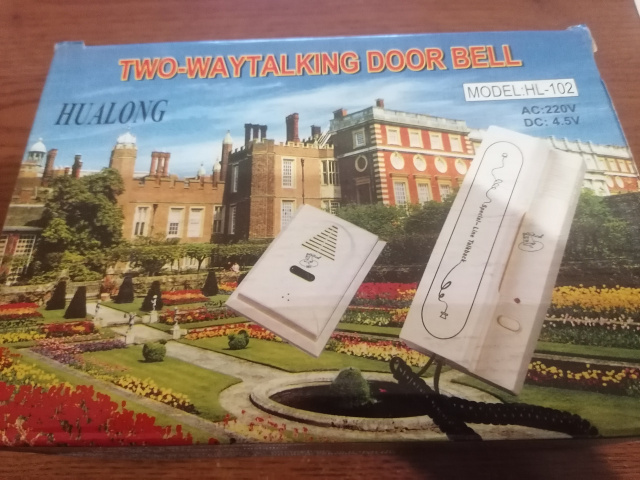 TWO-WAYTALKING DOOR BELL
HUALONG
MODEL:HL-102
AC:220V
DC: 4.5V